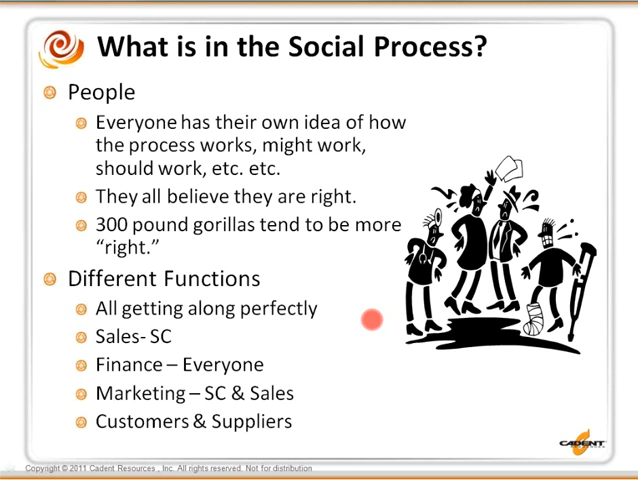 What is in the Social Process?
People
Everyone has their own idea of how
the process works, might work,
should work, etc. etc.
They all believe they are right.
300 pound gorillas tend to be more
“right.”
Different Functions
All getting along perfectly
Sales- SC
Finance – Everyone
Marketing – SC & Sales
Customers & Suppliers
CADENT
Copyright © 2011 Cadent Resources , Inc. All rights reserved. Not for distribution